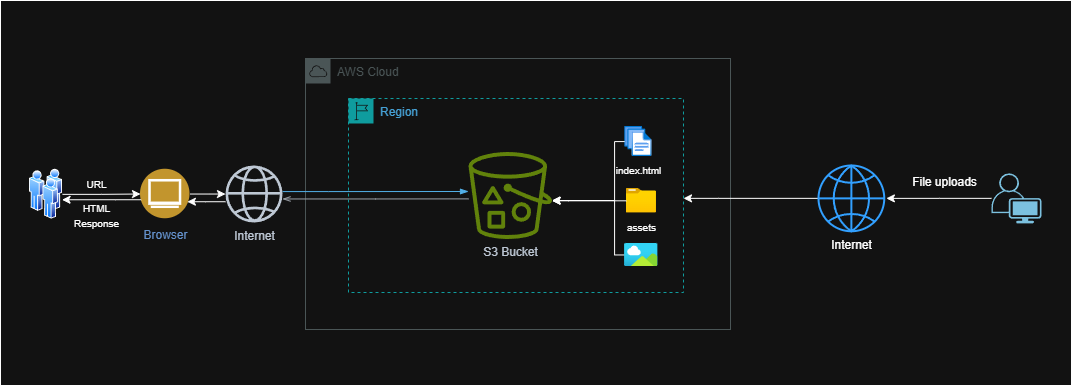 AWS Cloud
Region
index.html
assets
S3 Bucket
URL
HTML
Response
Browser
Internet
Internet
File uploads